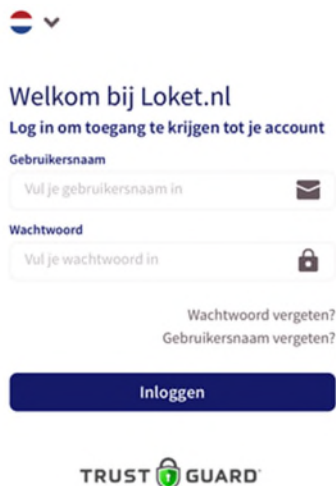 Welkom bij Loket.nl
Log in om toegang te krijgen tot je account
Gebruikersnaam
Vul je gebruikersnaam in
Wachtwoord
Vul je wachtwoord in
Wachtwoord vergeten?
Gebruikersnaam vergeten?
Inloggen
TRUST GUARD